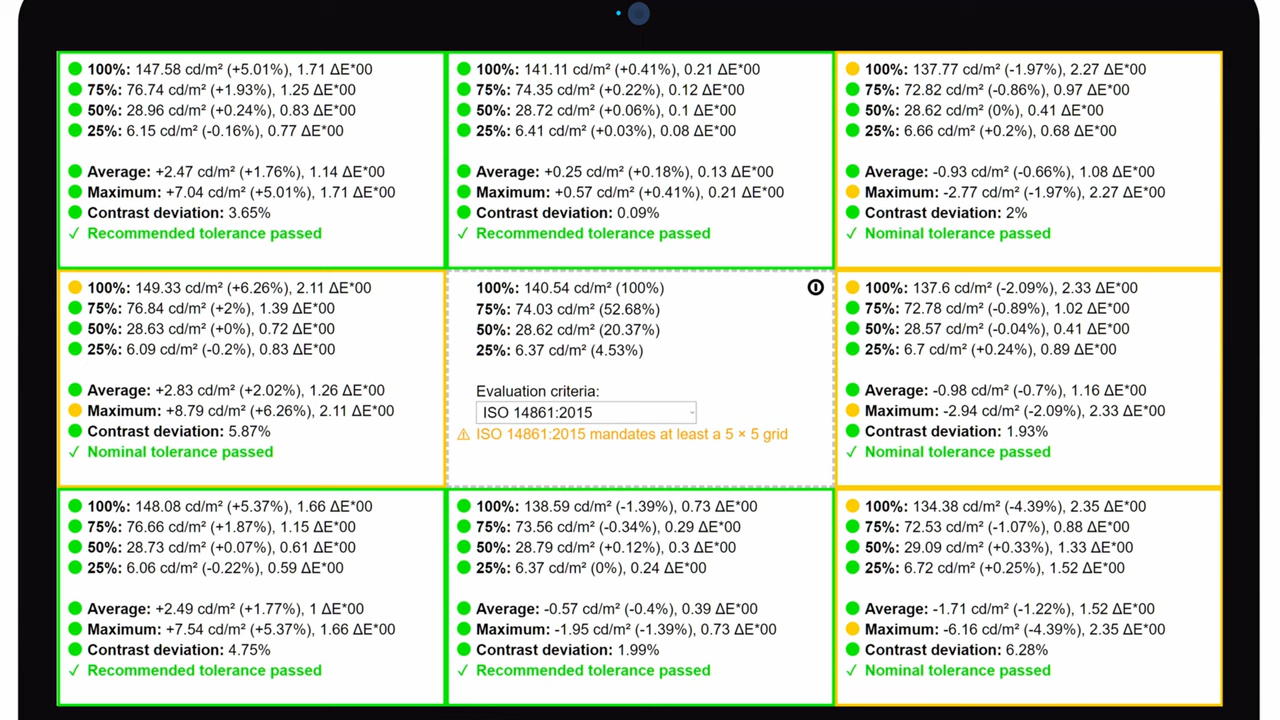 100%: 147.58 cd/m² (+5.01%), 1.71 ΔE*00
75%: 76.74 cd/m² (+1.93%), 1.25 ΔE*00
50%: 28.96 cd/m² (+0.24%), 0.83 ΔE*00
25%: 6.15 cd/m² (-0.16%), 0.77 ΔE*00
Average: +2.47 cd/m² (+1.76%), 1.14 ΔE*00
Maximum: +7.04 cd/m² (+5.01%), 1.71 ΔE*00
Contrast deviation: 3.65%
✓ Recommended tolerance passed
100%: 141.11 cd/m² (+0.41%), 0.21 ΔE*00
75%: 74.35 cd/m² (+0.22%), 0.12 ΔE*00
50%: 28.72 cd/m² (+0.06%), 0.1 ΔE*00
25%: 6.41 cd/m² (+0.03%), 0.08 ΔE*00
Average: +0.25 cd/m² (+0.18%), 0.13 ΔE*00
Maximum: +0.57 cd/m² (+0.41%), 0.21 ΔE*00
Contrast deviation: 0.09%
✓ Recommended tolerance passed
100%: 137.77 cd/m² (-1.97%), 2.27 ΔE*00
75%: 72.82 cd/m² (-0.86%), 0.97 ΔE*00
50%: 28.62 cd/m² (0%), 0.41 ΔE*00
25%: 6.66 cd/m² (+0.2%), 0.68 ΔE*00
Average: -0.93 cd/m² (-0.66%), 1.08 ΔE*00
Maximum: -2.77 cd/m² (-1.97%), 2.27 ΔE*00
Contrast deviation: 2%
✓ Nominal tolerance passed
100%: 149.33 cd/m² (+6.26%), 2.11 ΔE*00
75%: 76.84 cd/m² (+2%), 1.39 ΔE*00
50%: 28.63 cd/m² (+0%), 0.72 ΔE*00
25%: 6.09 cd/m² (-0.2%), 0.83 ΔE*00
Average: +2.83 cd/m² (+2.02%), 1.26 ΔE*00
Maximum: +8.79 cd/m² (+6.26%), 2.11 ΔE*00
Contrast deviation: 5.87%
✓ Nominal tolerance passed
100%: 140.54 cd/m² (100%)
75%: 74.03 cd/m² (52.68%)
50%: 28.62 cd/m² (20.37%)
25%: 6.37 cd/m² (4.53%)
Evaluation criteria:
ISO 14861:2015
⚠ ISO 14861:2015 mandates at least a 5 × 5 grid
100%: 137.6 cd/m² (-2.09%), 2.33 ΔE*00
75%: 72.78 cd/m² (-0.89%), 1.02 ΔE*00
50%: 28.57 cd/m² (-0.04%), 0.41 ΔE*00
25%: 6.7 cd/m² (+0.24%), 0.89 ΔE*00
Average: -0.98 cd/m² (-0.7%), 1.16 ΔE*00
Maximum: -2.94 cd/m² (-2.09%), 2.33 ΔE*00
Contrast deviation: 1.93%
✓ Nominal tolerance passed
100%: 148.08 cd/m² (+5.37%), 1.66 ΔE*00
75%: 76.66 cd/m² (+1.87%), 1.15 ΔE*00
50%: 28.73 cd/m² (+0.07%), 0.61 ΔE*00
25%: 6.06 cd/m² (-0.22%), 0.59 ΔE*00
Average: +2.49 cd/m² (+1.77%), 1 ΔE*00
Maximum: +7.54 cd/m² (+5.37%), 1.66 ΔE*00
Contrast deviation: 4.75%
✓ Recommended tolerance passed
100%: 138.59 cd/m² (-1.39%), 0.73 ΔE*00
75%: 73.56 cd/m² (-0.34%), 0.29 ΔE*00
50%: 28.79 cd/m² (+0.12%), 0.3 ΔE*00
25%: 6.37 cd/m² (0%), 0.24 ΔE*00
Average: -0.57 cd/m² (-0.4%), 0.39 ΔE*00
Maximum: -1.95 cd/m² (-1.39%), 0.73 ΔE*00
Contrast deviation: 1.99%
✓ Recommended tolerance passed
100%: 134.38 cd/m² (-4.39%), 2.35 ΔE*00
75%: 72.53 cd/m² (-1.07%), 0.88 ΔE*00
50%: 29.09 cd/m² (+0.33%), 1.33 ΔE*00
25%: 6.72 cd/m² (+0.25%), 1.52 ΔE*00
Average: -1.71 cd/m² (-1.22%), 1.52 ΔE*00
Maximum: -6.16 cd/m² (-4.39%), 2.35 ΔE*00
Contrast deviation: 6.28%
✓ Nominal tolerance passed